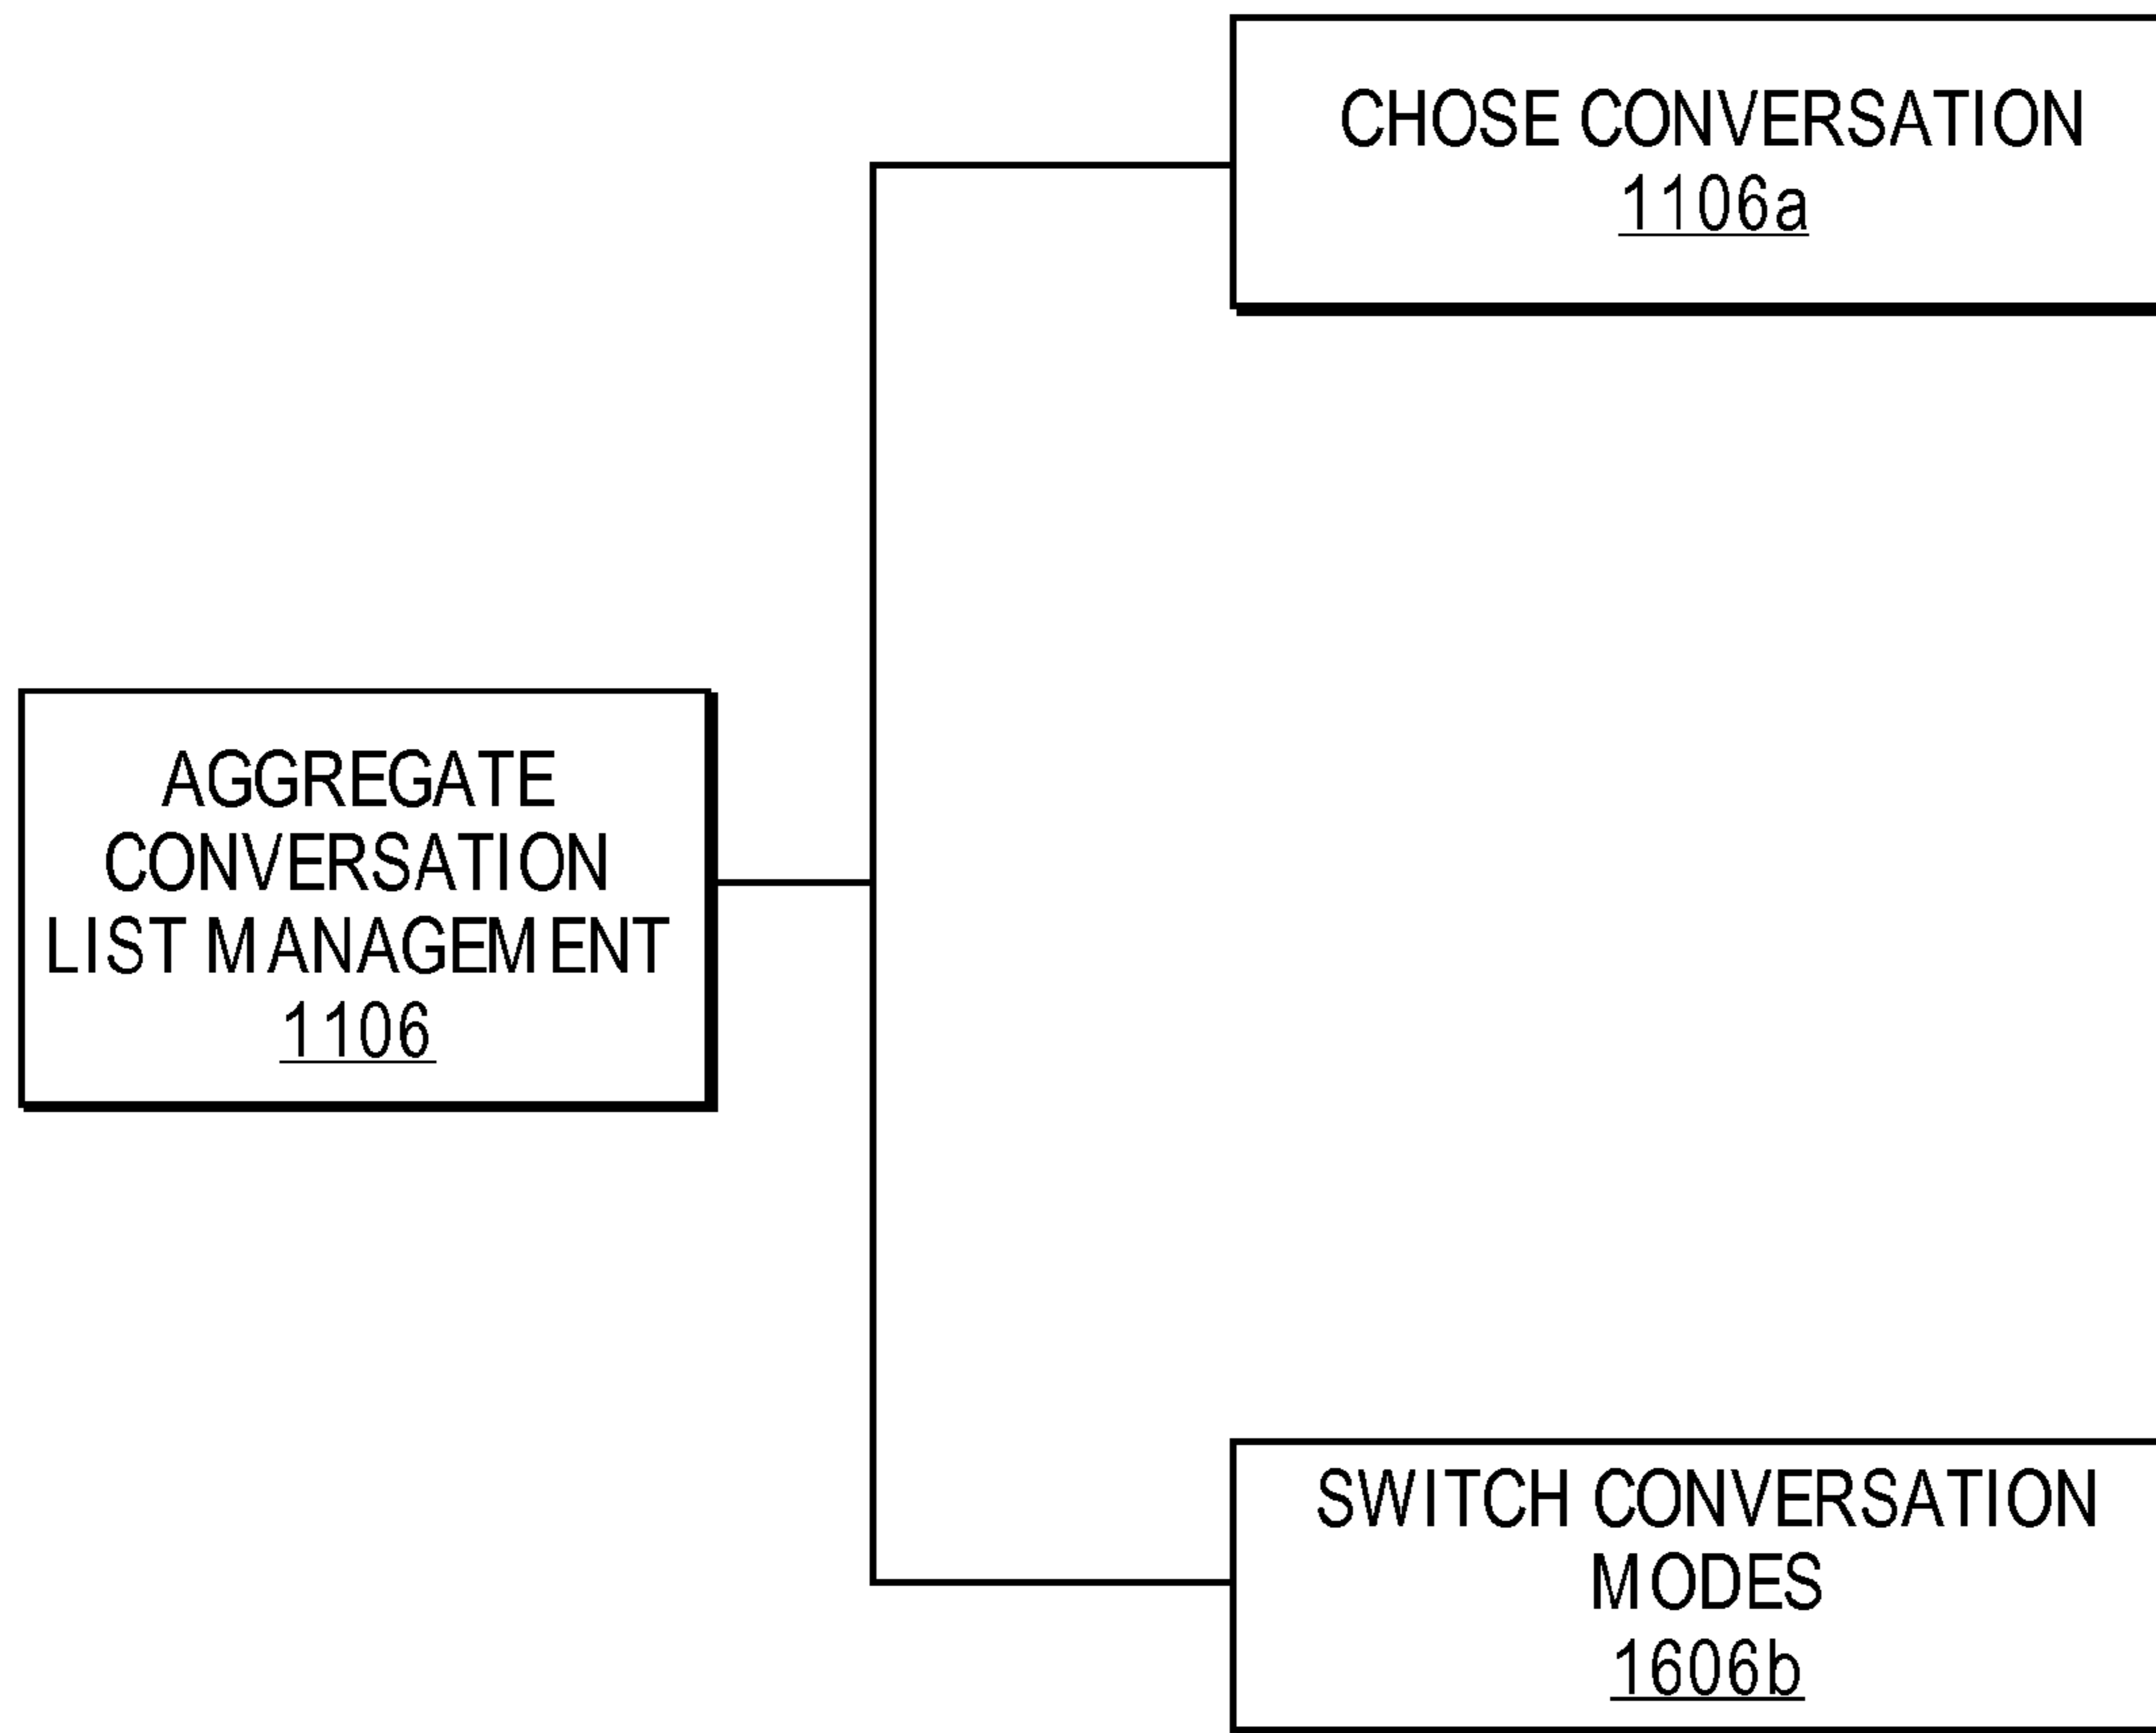 CHOSE CONVERSATION
1106a
AGGREGATE
CONVERSATION
LIST MANAGEMENT
1106
SWITCH CONVERSATION
MODES
1606b